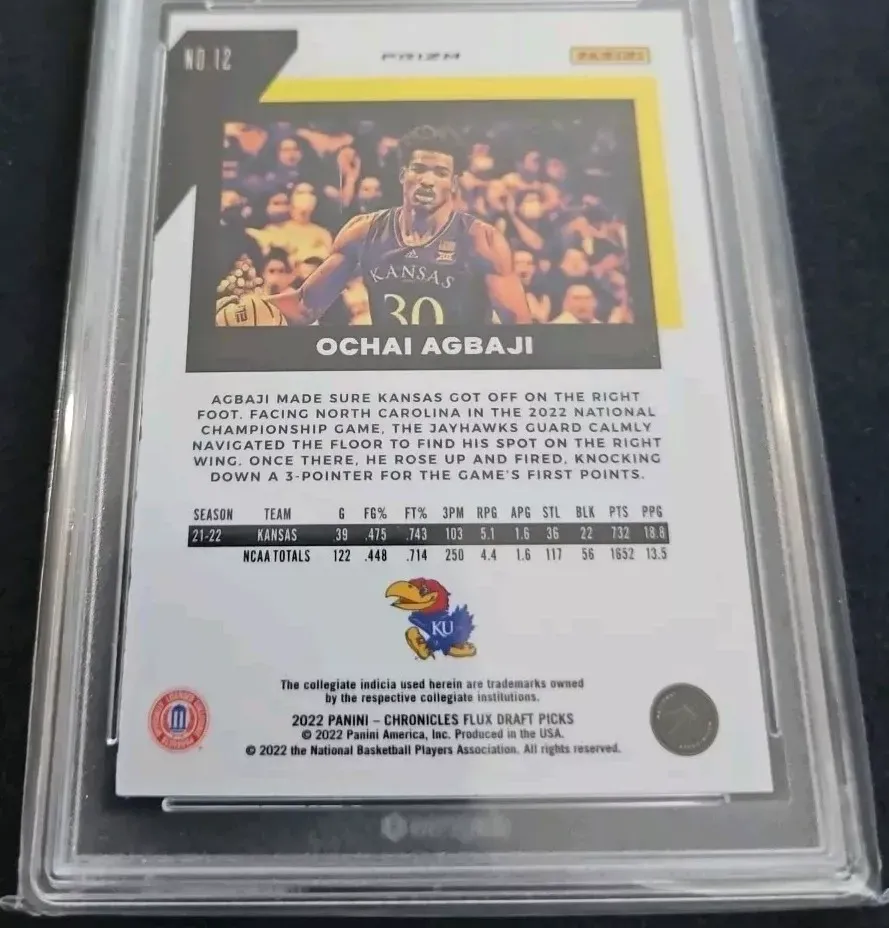 NO. 12
PRIZM
PANINI
KANSAS
30
OCHAI AGBAJI
AGBAJI MADE SURE KANSAS GOT OFF ON THE RIGHT
FOOT. FACING NORTH CAROLINA IN THE 2022 NATIONAL
CHAMPIONSHIP GAME, THE JAYHAWKS GUARD CALMLY
NAVIGATED THE FLOOR TO FIND HIS SPOT ON THE RIGHT
WING. ONCE THERE, HE ROSE UP AND FIRED, KNOCKING
DOWN A 3-POINTER FOR THE GAME'S FIRST POINTS.
SEASON TEAM G FG% FT% 3PM RPG APG STL BLK PTS PPG
21-22 KANSAS 39 .475 .743 103 5.1 1.6 36 22 732 18.8
NCAA TOTALS 122 .448 .714 250 4.4 1.6 117 56 1652 13.5
KU
The collegiate indicia used herein are trademarks owned
by the respective collegiate institutions.
2022 PANINI – CHRONICLES FLUX DRAFT PICKS
© 2022 Panini America, Inc. Produced in the USA.
© 2022 the National Basketball Players Association. All rights reserved.